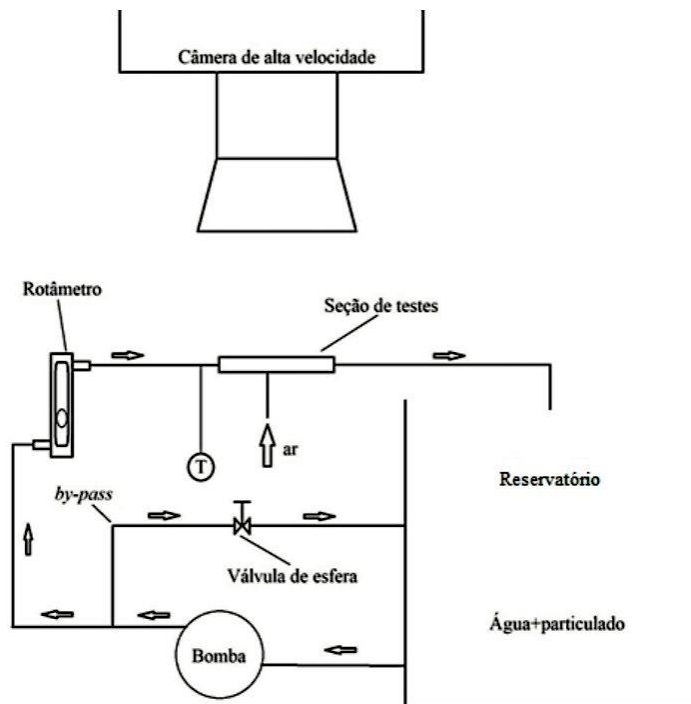 Câmera de alta velocidade
Rotâmetro
Seção de testes
T
ar
by-pass
Reservatório
Válvula de esfera
Água+particulado
Bomba